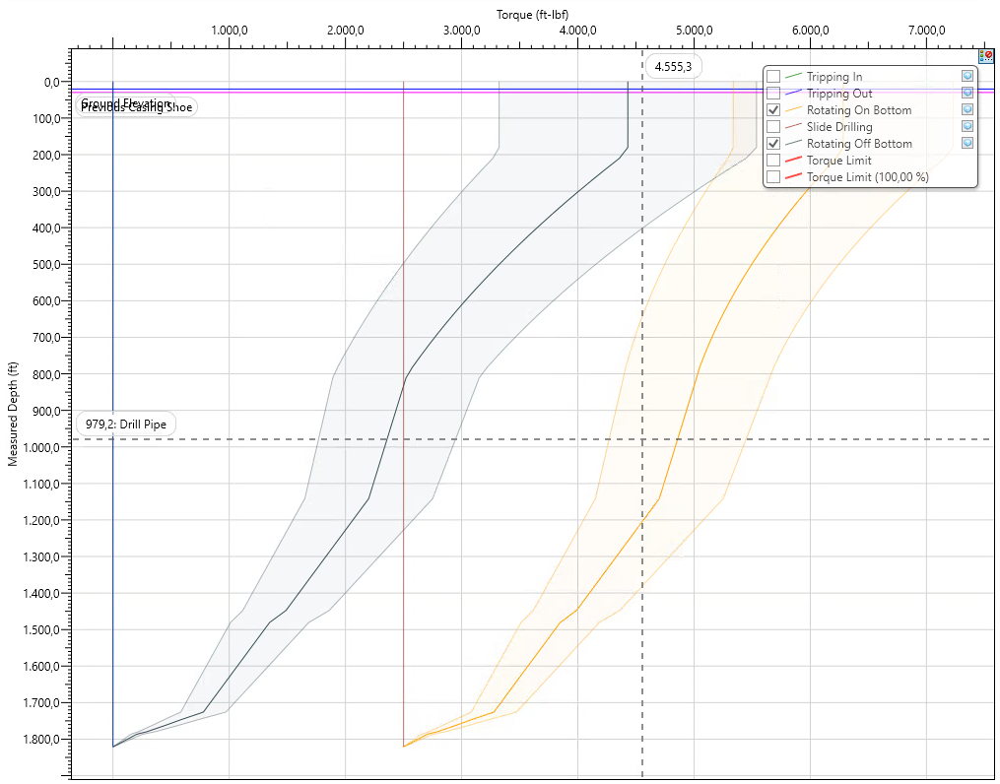 Torque (ft-lbf)
1.000,0 2.000,0 3.000,0 4.000,0 5.000,0 6.000,0 7.000,0
4.555,3
Tripping In
Tripping Out
Rotating On Bottom
Slide Drilling
Rotating Off Bottom
Torque Limit
Torque Limit (100,00 %)
Ground Elevation
Previous Casing Shoe
979,2: Drill Pipe
Measured Depth (ft)
0,0
100,0
200,0
300,0
400,0
500,0
600,0
700,0
800,0
900,0
1.000,0
1.100,0
1.200,0
1.300,0
1.400,0
1.500,0
1.600,0
1.700,0
1.800,0